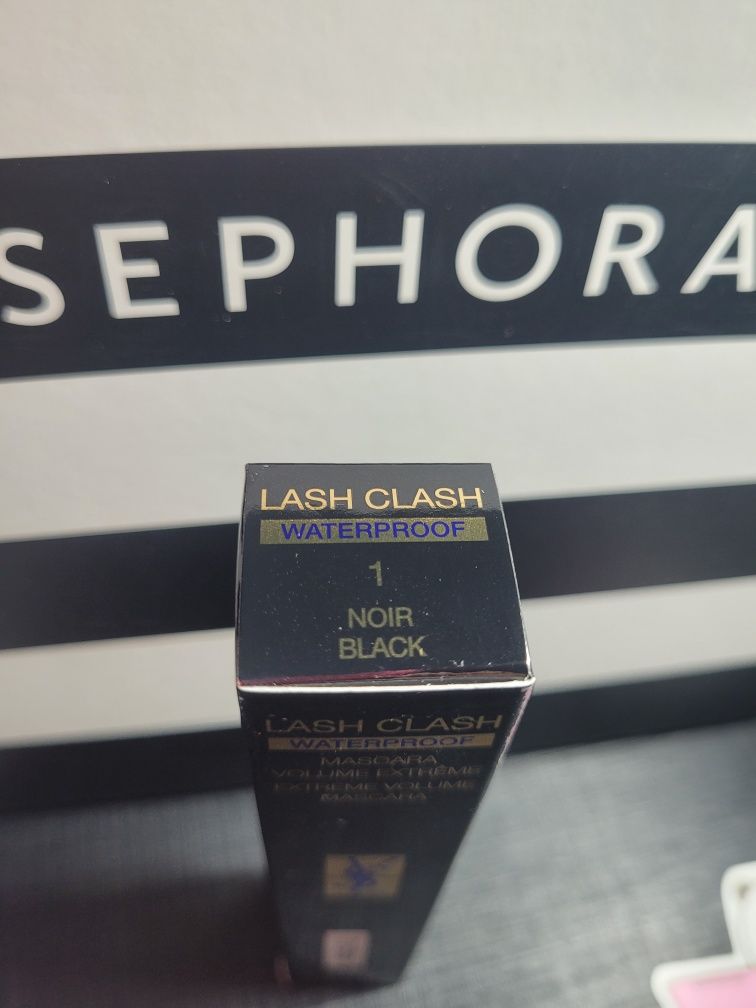 SEPHORA
LASH CLASH
WATERPROOF
1
NOIR
BLACK
LASH CLASH
WATERPROOF
MASCARA
VOLUME EXTRÊME
EXTREME VOLUME
MASCARA